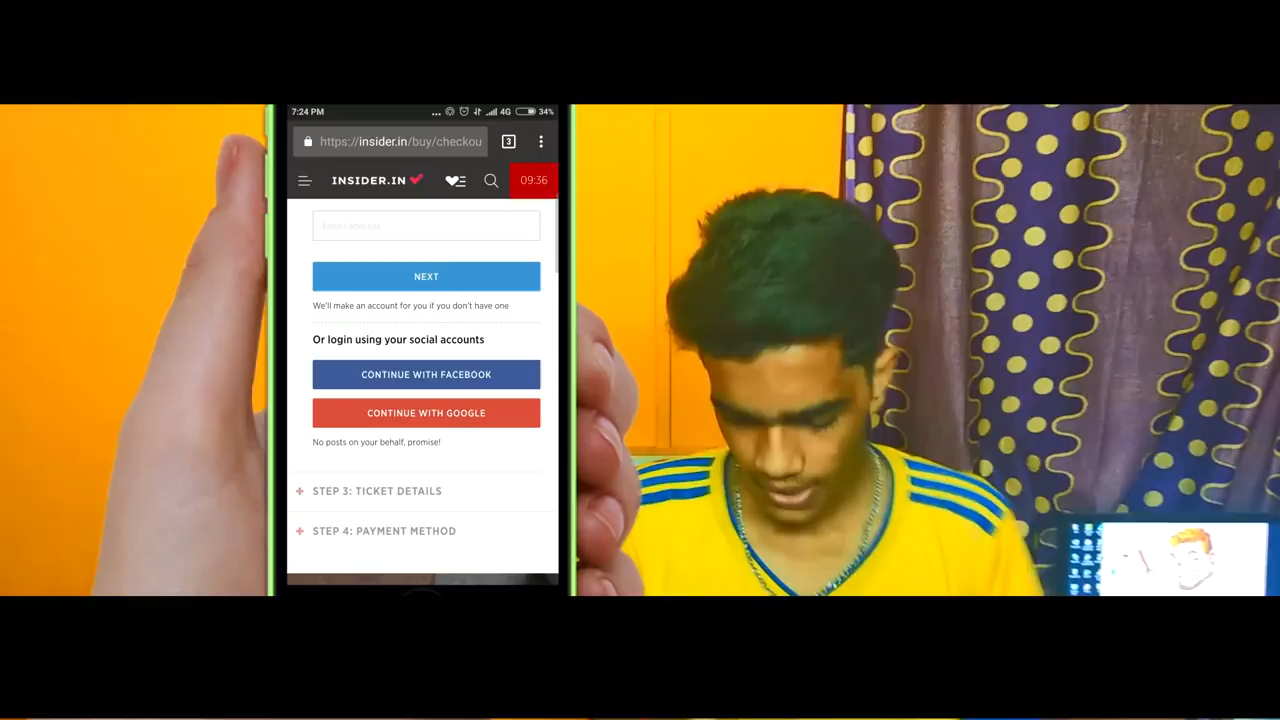 7:24 PM
... 4G 34%
https://insider.in/buy/checkou
3
INSIDER.IN
09:36
Email Address
NEXT
We'll make an account for you if you don't have one
Or login using your social accounts
CONTINUE WITH FACEBOOK
CONTINUE WITH GOOGLE
No posts on your behalf, promise!
+ STEP 3: TICKET DETAILS
+ STEP 4: PAYMENT METHOD